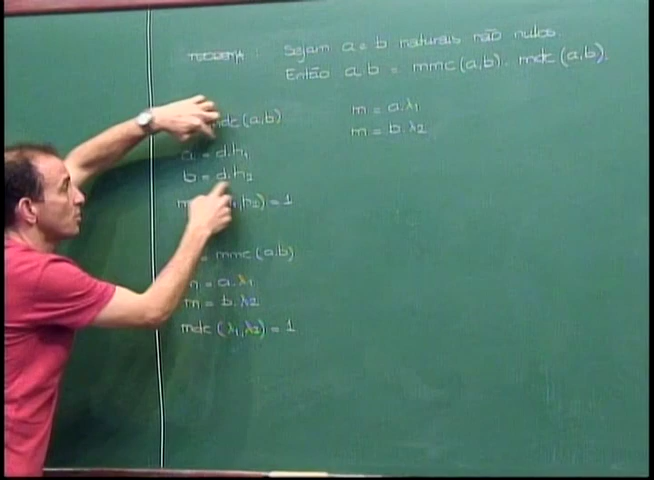 TEOREMA : Sejam a e b naturais não nulos.
Então a.b = mmc(a,b). mdc(a,b).
mdc(a,b)
a = d.h₁
b = d.h₂
h₂) = 1
= mmc(a,b)
m = a.λ₁
m = b.λ₂
mdc(λ₁,λ₂) = 1
m = a.λ₁
m = b.λ₂